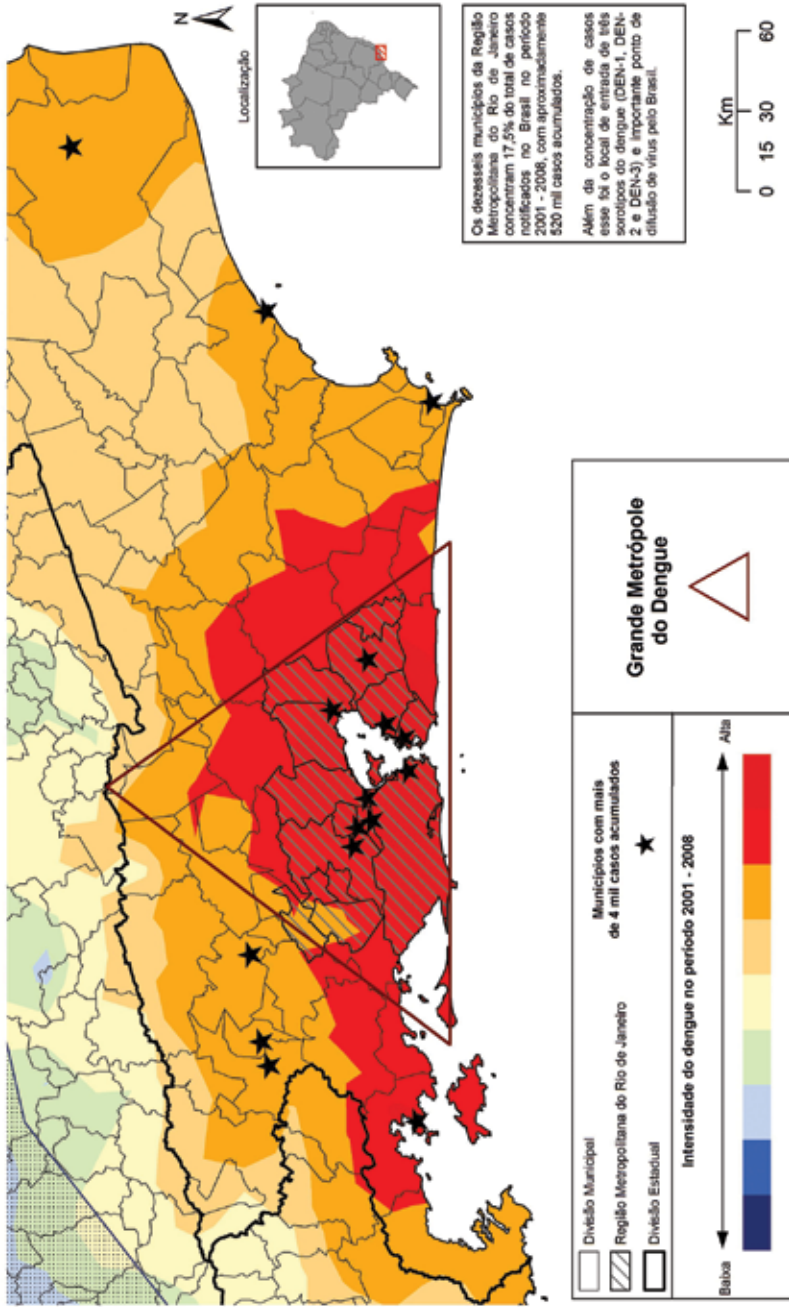 N
Localização
Os dezesseis municípios da Região
Metropolitana do Rio de Janeiro
concentram 17,5% do total de casos
notificados no Brasil no período
2001 - 2008, com aproximadamente
520 mil casos acumulados.
Além da concentração de casos
esse foi o local de entrada de três
sorotipos do dengue (DEN-1, DEN-
2 e DEN-3) e importante ponto de
difusão de vírus pelo Brasil.
Km
0 15 30 60
Divisão Municipal
Região Metropolitana do Rio de Janeiro
Divisão Estadual
Municípios com mais
de 4 mil casos acumulados
Grande Metrópole
do Dengue
Intensidade do dengue no período 2001 - 2008
Baixa
Alta